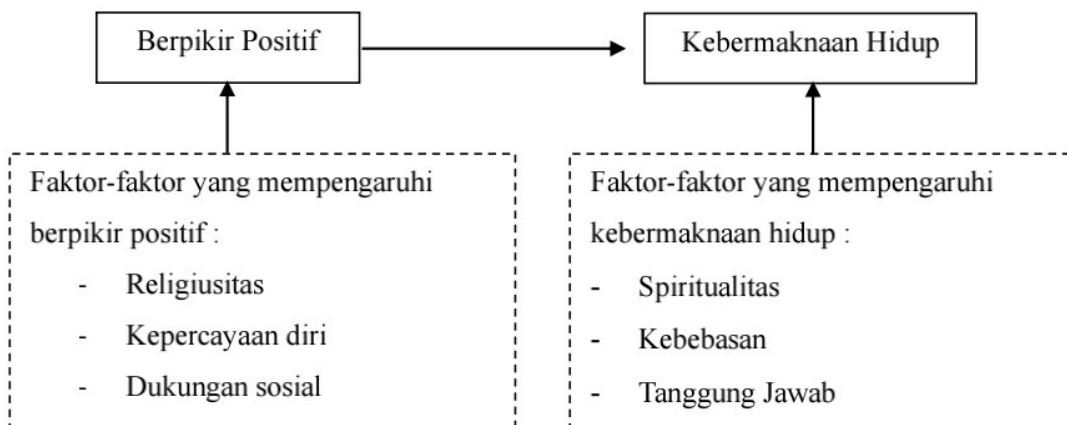 Berpikir Positif
Kebermaknaan Hidup
Faktor-faktor yang mempengaruhi
berpikir positif :
- Religiusitas
- Kepercayaan diri
- Dukungan sosial
Faktor-faktor yang mempengaruhi
kebermaknaan hidup :
- Spiritualitas
- Kebebasan
- Tanggung Jawab